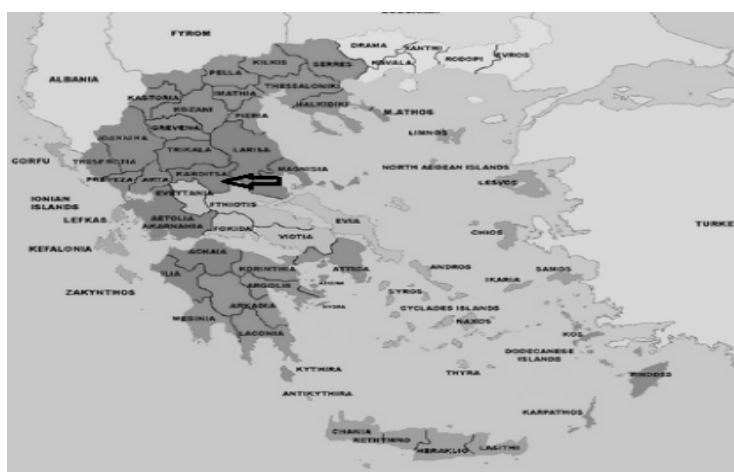 FYROM
ALBANIA
DRAMA
XANTHI
KAVALA
RODOPI
EVROS
KILKIS
SERRES
PELLA
THESSALONIKI
IMATHIA
KASTORIA
KOZANI
HALKIDIKI
M.ATHOS
PIERIA
GREVENA
LIMNOS
IOANNINA
TRIKALA
LARISA
CORFU
THESPROTIA
KARDITSA
MAGNISIA
NORTH AEGEAN ISLANDS
PREVEZA
ARTA
LESVOS
IONIAN
ISLANDS
EVRYTANIA
FTHIOTIS
LEFKAS
AETOLIA
AKARNANIA
FOKIDA
VIOTIA
EVIA
CHIOS
TURKE
KEFALONIA
ACHAIA
ILIA
KORINTHIA
ATTICA
ANDROS
SAMOS
IKARIA
ZAKYNTHOS
ARGOLIS
SYROS
ARKADIA
CYCLADES ISLANDS
NAXOS
MESINIA
LACONIA
KOS
DODECANESE
ISLANDS
KYTHIRA
THYRA
RHODES
ANTIKYTHIRA
KARPATHOS
CHANIA
RETHTMNO
HERAKLIO
LASITHI